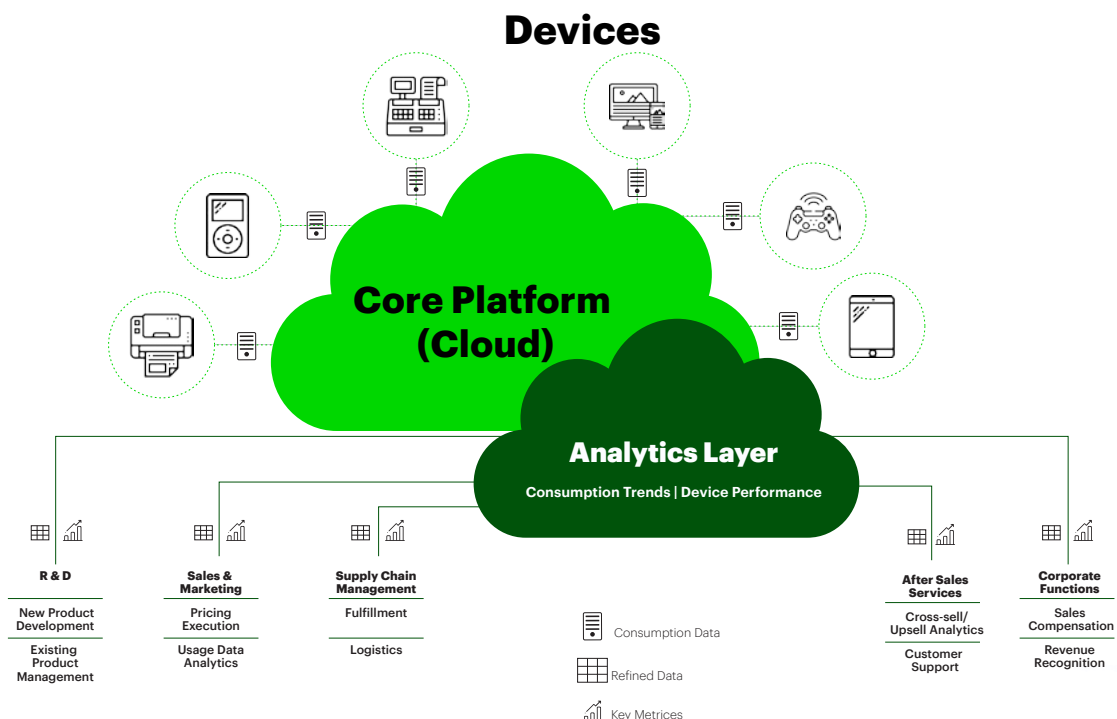 Devices
Core Platform
(Cloud)
Analytics Layer
Consumption Trends | Device Performance
R & D
New Product
Development
Existing
Product
Management
Sales &
Marketing
Pricing
Execution
Usage Data
Analytics
Supply Chain
Management
Fulfillment
Logistics
After Sales
Services
Cross-sell/
Upsell Analytics
Customer
Support
Corporate
Functions
Sales
Compensation
Revenue
Recognition
Consumption Data
Refined Data
Key Metrices